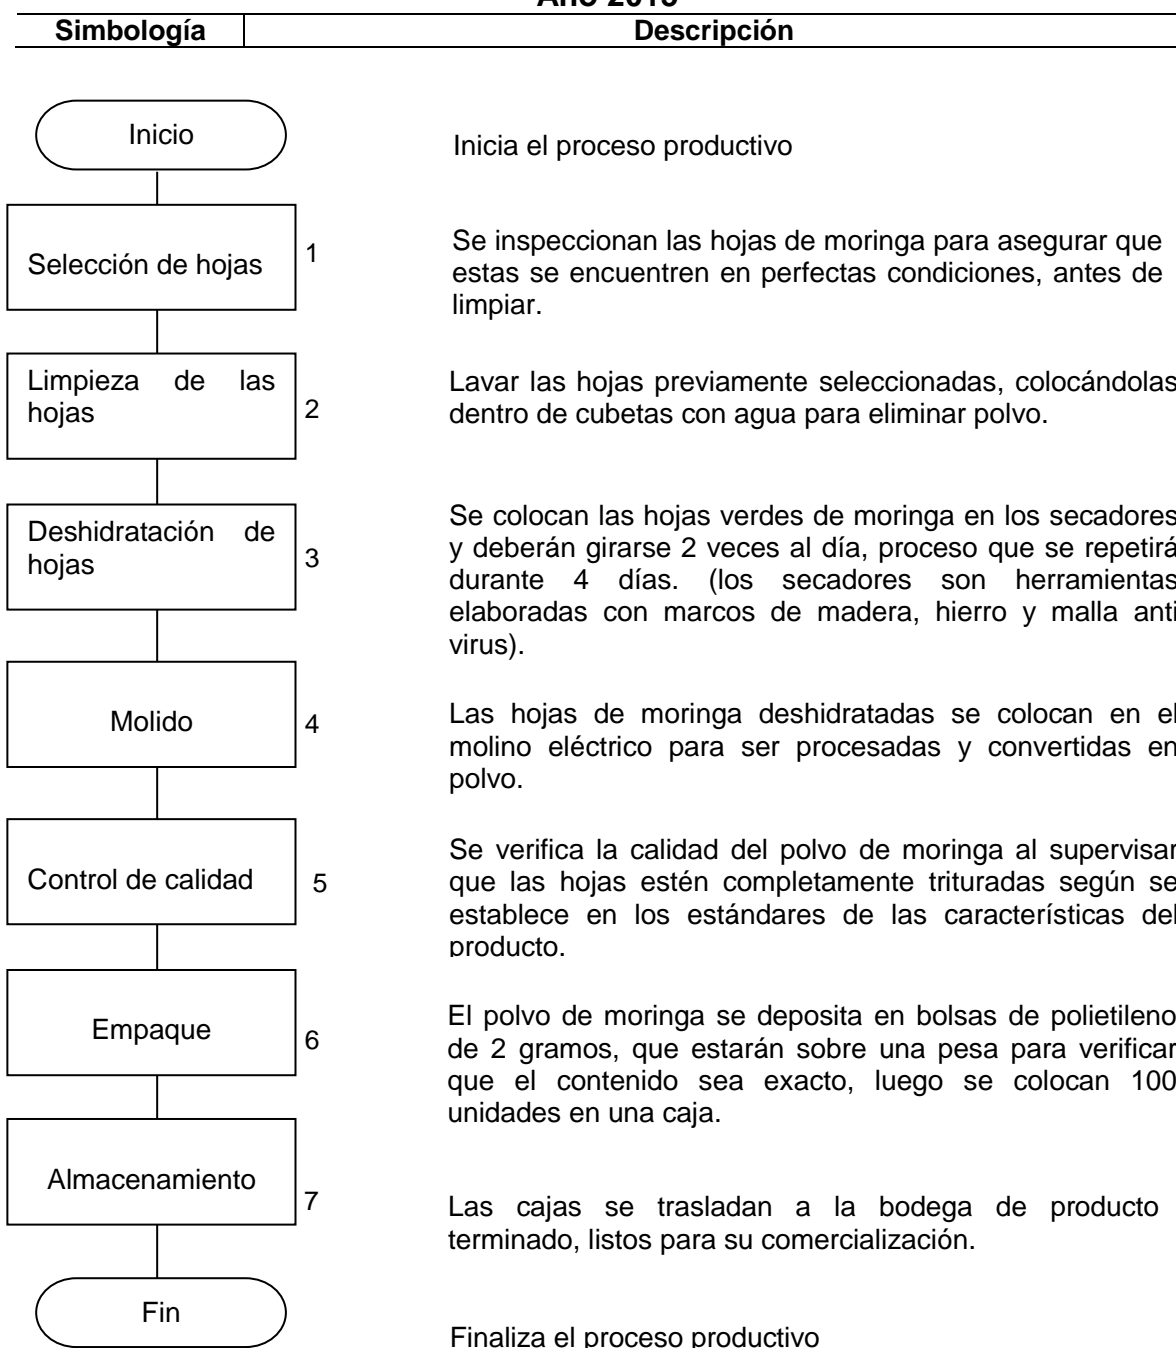 Año 2018
Simbología Descripción
Inicio
Inicia el proceso productivo
Selección de hojas
1
Se inspeccionan las hojas de moringa para asegurar que
estas se encuentren en perfectas condiciones, antes de
limpiar.
Limpieza de las
hojas
2
Lavar las hojas previamente seleccionadas, colocándolas
dentro de cubetas con agua para eliminar polvo.
Deshidratación de
hojas
3
Se colocan las hojas verdes de moringa en los secadores
y deberán girarse 2 veces al día, proceso que se repetirá
durante 4 días. (los secadores son herramientas
elaboradas con marcos de madera, hierro y malla anti
virus).
Molido
4
Las hojas de moringa deshidratadas se colocan en el
molino eléctrico para ser procesadas y convertidas en
polvo.
Control de calidad
5
Se verifica la calidad del polvo de moringa al supervisar
que las hojas estén completamente trituradas según se
establece en los estándares de las características del
producto.
Empaque
6
El polvo de moringa se deposita en bolsas de polietileno
de 2 gramos, que estarán sobre una pesa para verificar
que el contenido sea exacto, luego se colocan 100
unidades en una caja.
Almacenamiento
7
Las cajas se trasladan a la bodega de producto
terminado, listos para su comercialización.
Fin
Finaliza el proceso productivo